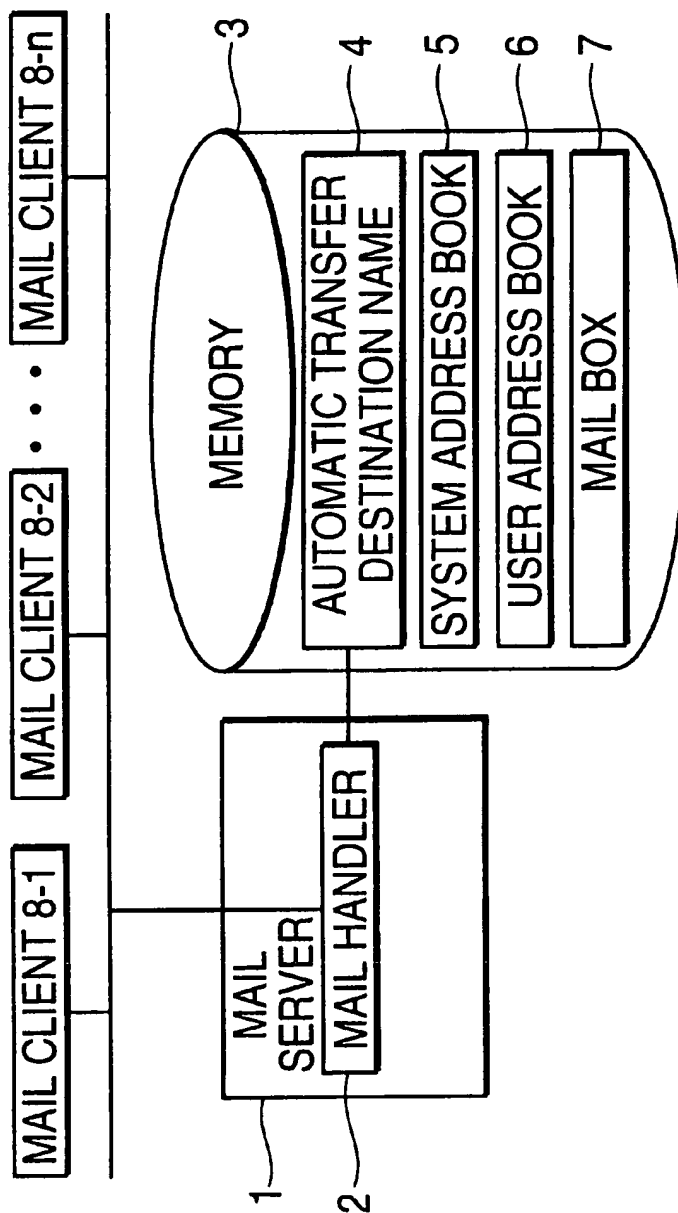 MAIL CLIENT 8-1
MAIL CLIENT 8-2
• • •
MAIL CLIENT 8-n
1
MAIL
SERVER
2
MAIL HANDLER
3
MEMORY
AUTOMATIC TRANSFER
DESTINATION NAME
4
SYSTEM ADDRESS BOOK
5
USER ADDRESS BOOK
6
MAIL BOX
7